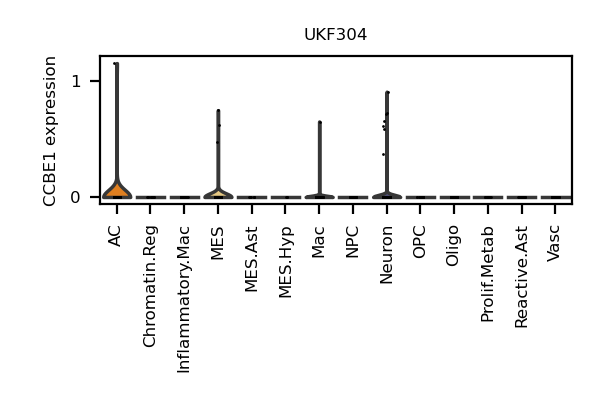 UKF304
CCBE1 expression
1
0
AC
Chromatin.Reg
Inflammatory.Mac
MES
MES.Ast
MES.Hyp
Mac
NPC
Neuron
OPC
Oligo
Prolif.Metab
Reactive.Ast
Vasc